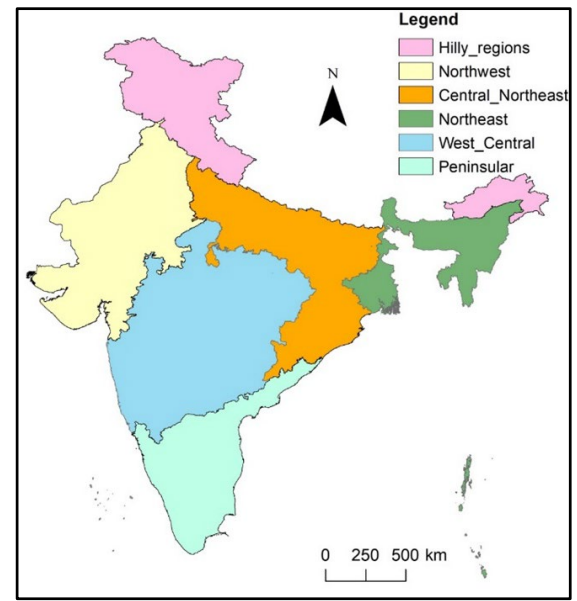 Legend
Hilly_regions
Northwest
Central_Northeast
Northeast
West_Central
Peninsular
N
0 250 500 km